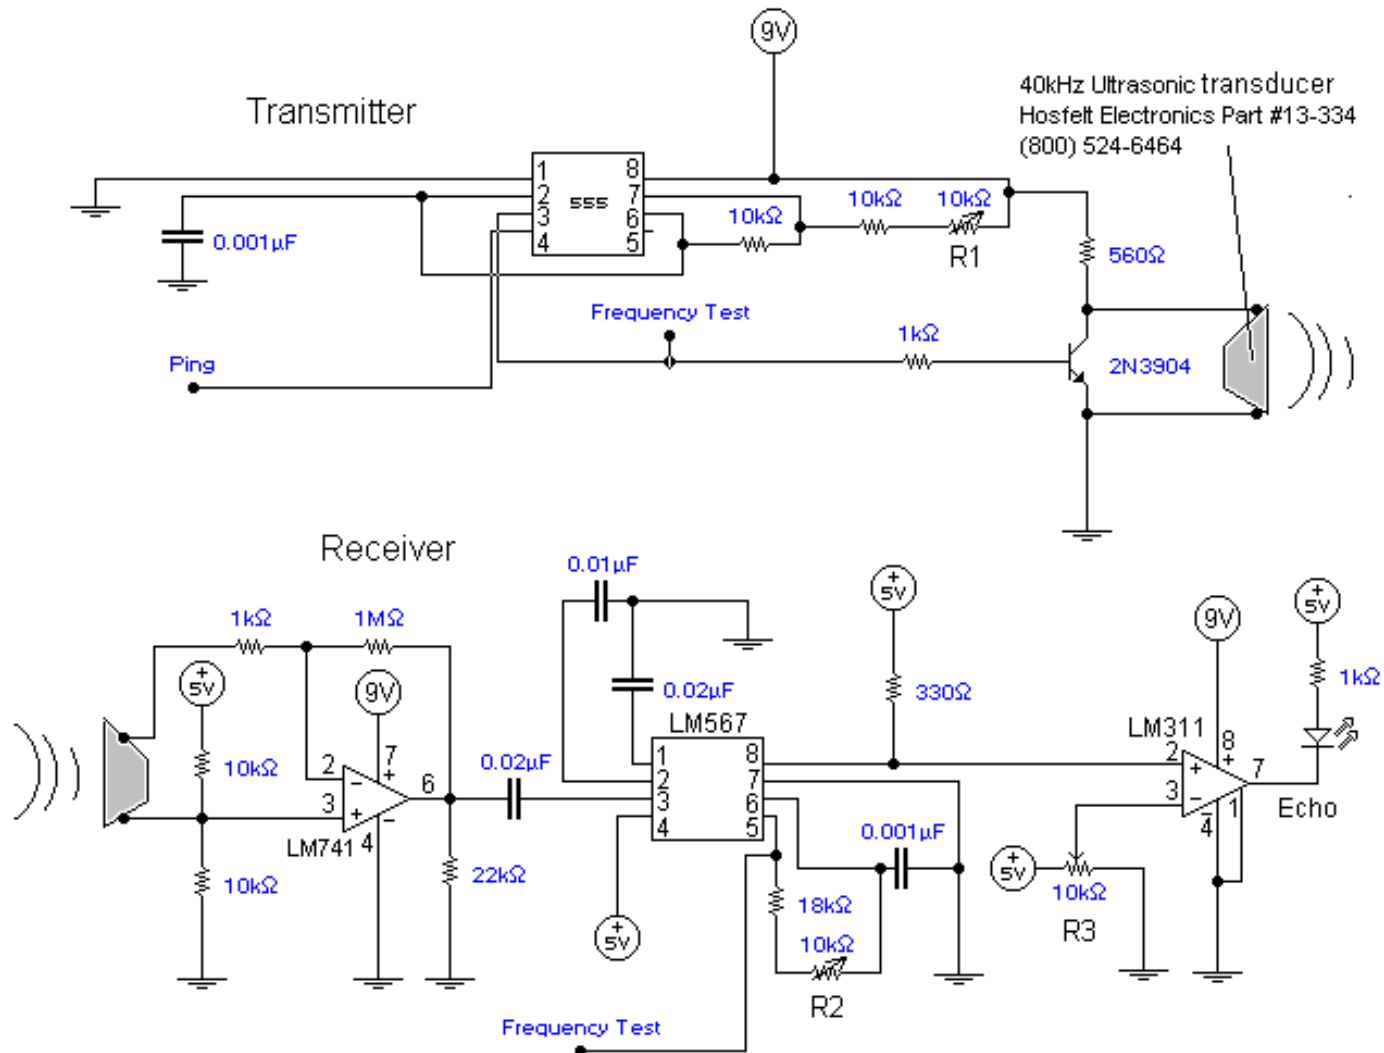 9V
40kHz Ultrasonic transducer
Hosfelt Electronics Part #13-334
(800) 524-6464
Transmitter
1 8
2 7
3 6
4 5
555
0.001µF
10kΩ
10kΩ
10kΩ
R1
560Ω
Frequency Test
1kΩ
2N3904
Ping
Receiver
0.01µF
+
5V
+
5V
9V
1kΩ
1MΩ
+
5V
9V
0.02µF
330Ω
1kΩ
LM567
LM311
10kΩ
2
−
3
+
7
+
6
4
−
LM741
0.02µF
1 8
2 7
3 6
4 5
2
+
3
−
8
+
7
−
4
1
Echo
0.001µF
10kΩ
22kΩ
+
5V
18kΩ
10kΩ
R2
+
5V
10kΩ
R3
Frequency Test